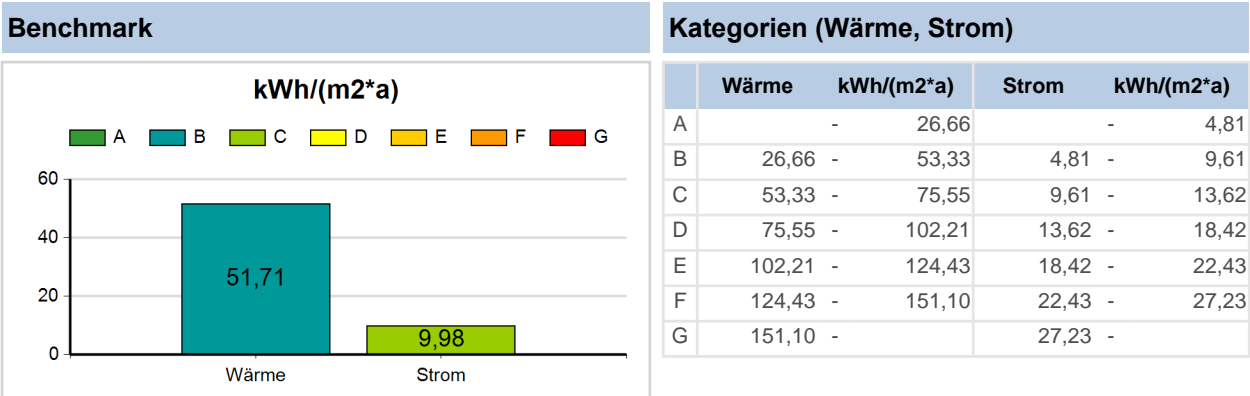 Benchmark
kWh/(m2*a)
A B C D E F G
60
40
20
0
51,71
9,98
Wärme Strom
Kategorien (Wärme, Strom)
Wärme kWh/(m2*a) Strom kWh/(m2*a)
A - 26,66 - 4,81
B 26,66 - 53,33 4,81 - 9,61
C 53,33 - 75,55 9,61 - 13,62
D 75,55 - 102,21 13,62 - 18,42
E 102,21 - 124,43 18,42 - 22,43
F 124,43 - 151,10 22,43 - 27,23
G 151,10 - 27,23 -